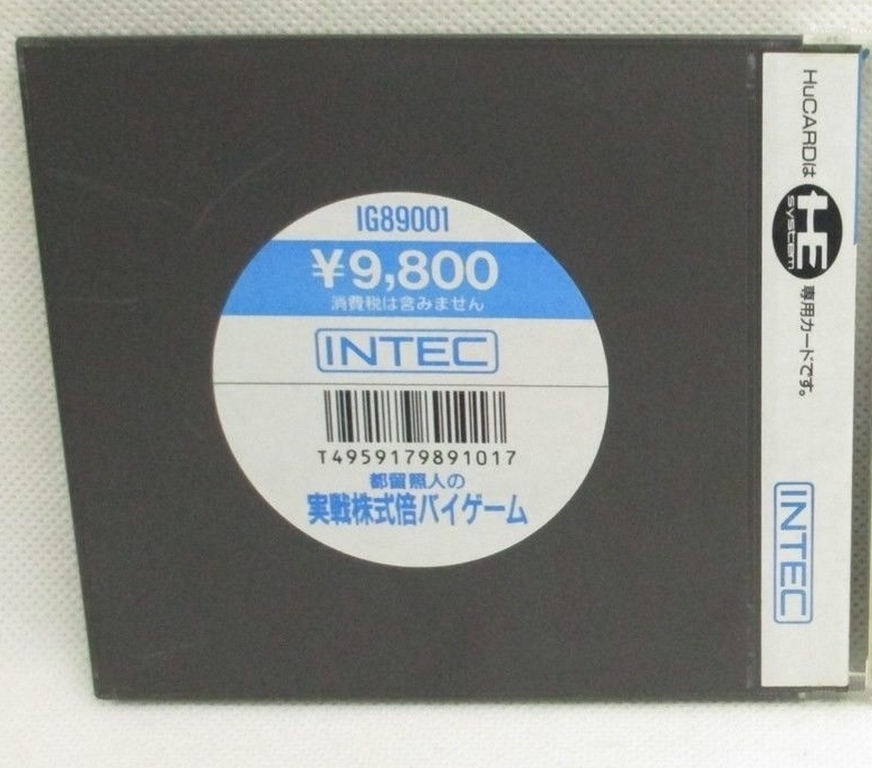 IG89001
¥9,800
消費税は含みません
INTEC
T4959179891017
都留照人の
実戦株式倍バイゲーム
HuCARDは
HE
system
専用カードです。
INTEC